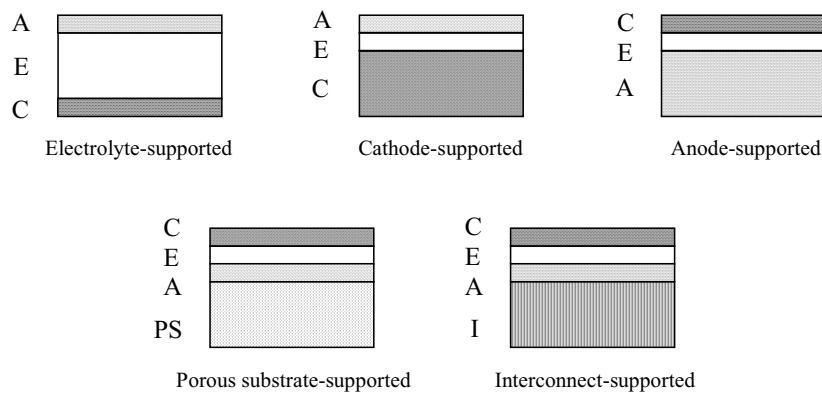 A
E
C
Electrolyte-supported
A
E
C
Cathode-supported
C
E
A
Anode-supported
C
E
A
PS
Porous substrate-supported
C
E
A
I
Interconnect-supported